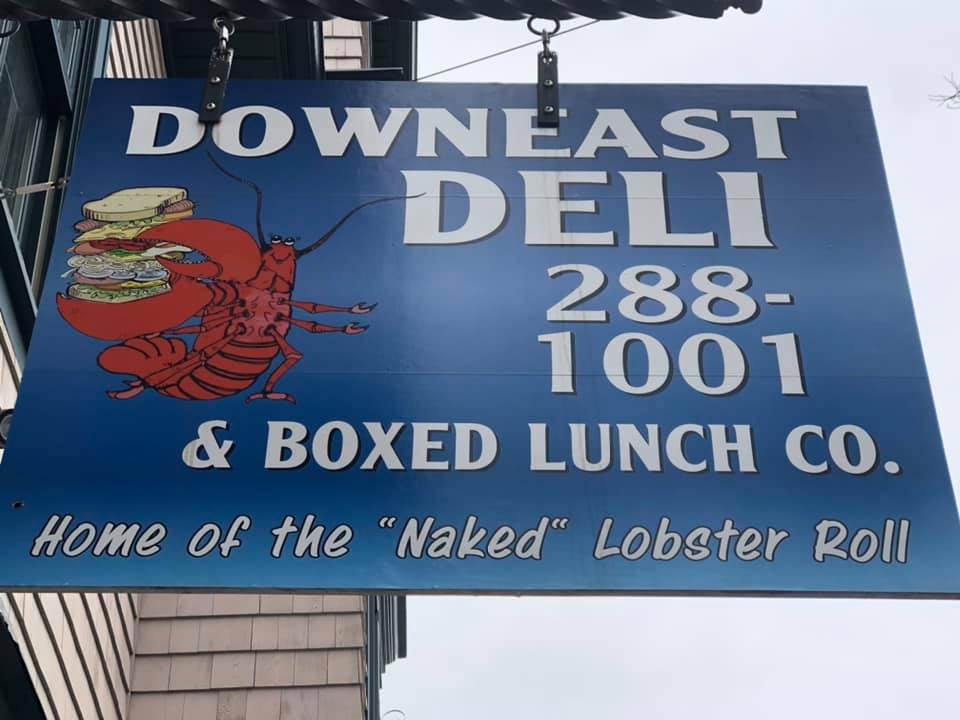 DOWNEAST
DELI
288-
1001
& BOXED LUNCH CO.
Home of the “Naked“ Lobster Roll